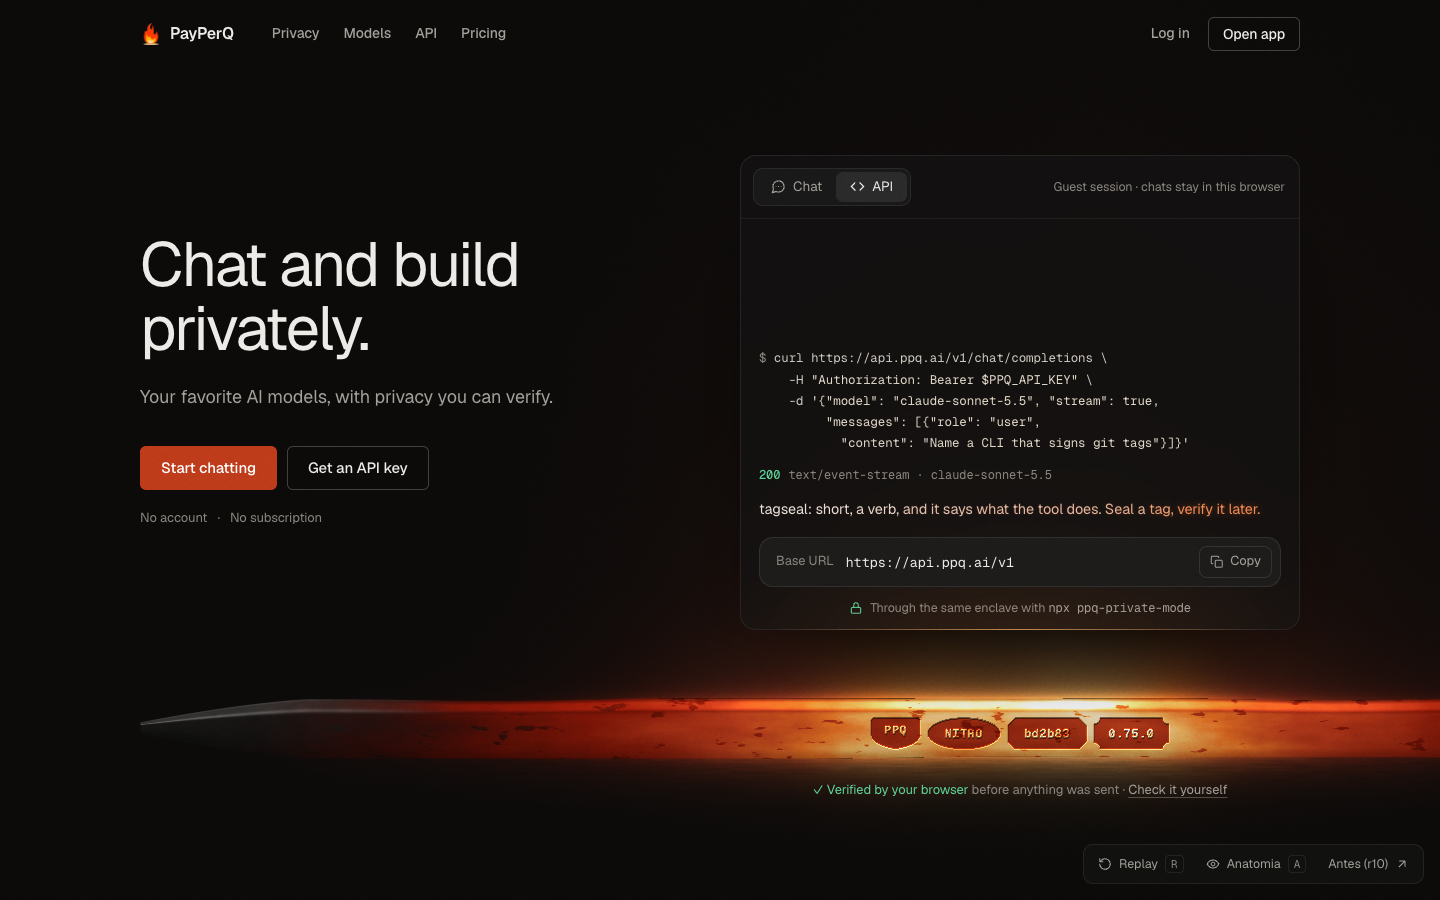 PayPerQ
Privacy
Models
API
Pricing
Log in
Open app
Chat and build
privately.
Your favorite AI models, with privacy you can verify.
Start chatting
Get an API key
No account · No subscription
Chat
API
Guest session · chats stay in this browser
$ curl https://api.ppq.ai/v1/chat/completions \
-H "Authorization: Bearer $PPQ_API_KEY" \
-d '{"model": "claude-sonnet-5.5", "stream": true,
"messages": [{"role": "user",
"content": "Name a CLI that signs git tags"}]}'
200 text/event-stream · claude-sonnet-5.5
tagseal: short, a verb, and it says what the tool does. Seal a tag, verify it later.
Base URL https://api.ppq.ai/v1
Copy
Through the same enclave with npx ppq-private-mode
PPQ
NITRO
bd2b83
0.75.0
✓ Verified by your browser before anything was sent · Check it yourself
Replay R
Anatomia A
Antes (r10)